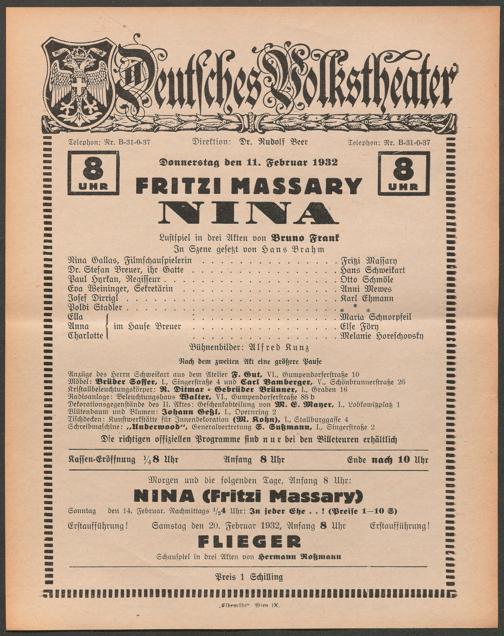 Deutsches Volkstheater
Telephon: Nr. B-31-0-37 Direktion: Dr. Rudolf Beer Telephon: Nr. B-31-0-37
8 UHR Donnerstag den 11. Februar 1932 8 UHR
FRITZI MASSARY
NINA
Lustspiel in drei Akten von Bruno Frank
In Szene gesetzt von Hans Brahm
Nina Gallas, Filmschauspielerin . . . Fritzi Massary
Dr. Stefan Breuer, ihr Gatte . . . Hans Schweikart
Paul Hyrkan, Regisseur . . . Otto Schmöle
Eva Weininger, Sekretärin . . . Anni Mewes
Josef Dirrigl . . . Karl Ehmann
Poldi Stadler . . . * * *
Ella . . . Maria Schnorpfeil
Anna } im Hause Breuer . . . Else Föry
Charlotte . . . Melanie Horeschovsky
Bühnenbilder: Alfred Kunz
Nach dem zweiten Akt eine größere Pause
Anzüge des Herrn Schweikart aus dem Atelier F. Gut, VI., Gumpendorferstraße 10
Möbel: Brüder Soffer, I., Singerstraße 4 und Carl Bamberger, V., Schönbrunnerstraße 26
Kristallbeleuchtungskörper: R. Ditmar - Gebrüder Brünner, I., Graben 16
Radioanlage: Beleuchtungshaus Walter, VI., Gumpendorferstraße 88 b
Dekorationsgegenstände des II. Aktes: Geschenkabteilung von M. E. Mayer, I., Lobkowitzplatz 1
Blütenbaum und Blumen: Johann Geßl, I., Opernring 2
Tischdecker: Kunstwerkstätte für Innendekoration (M. Kohn), I., Stallburggasse 4
Schreibmaschine: „Underwood“, Generalvertretung S. Sußmann, I., Singerstraße 2
Die richtigen offiziellen Programme sind nur bei den Billeteuren erhältlich
Kassen-Eröffnung ½8 Uhr Anfang 8 Uhr Ende nach 10 Uhr
Morgen und die folgenden Tage, Anfang 8 Uhr:
NINA (Fritzi Massary)
Sonntag den 14. Februar. Nachmittags ½4 Uhr: In jeder Ehe . . ! (Preise 1—10 S)
Erstaufführung! Samstag den 20. Februar 1932, Anfang 8 Uhr Erstaufführung!
FLIEGER
Schauspiel in drei Akten von Hermann Roßmann
Preis 1 Schilling
„Elbemühl“ Wien IX.